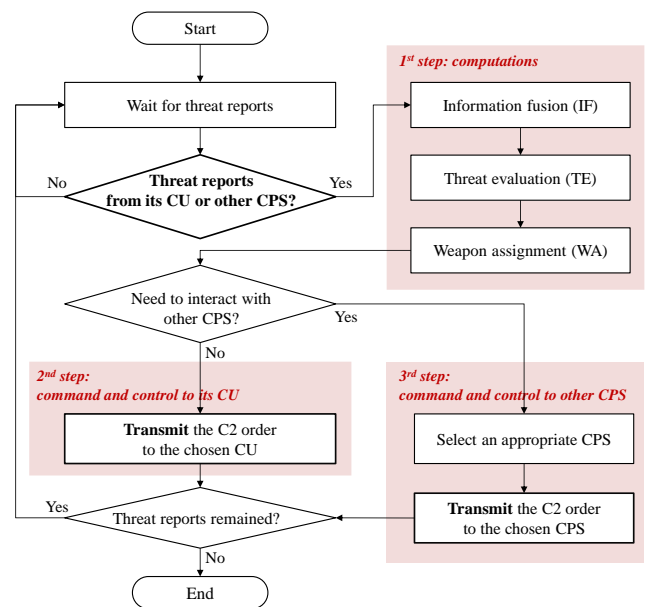 Start
1st step: computations
Wait for threat reports
Information fusion (IF)
No
Threat reports
from its CU or other CPS?
Yes
Threat evaluation (TE)
Weapon assignment (WA)
Need to interact with
other CPS?
Yes
No
2nd step:
command and control to its CU
3rd step:
command and control to other CPS
Transmit the C2 order
to the chosen CU
Select an appropriate CPS
Yes
Threat reports remained?
Transmit the C2 order
to the chosen CPS
No
End